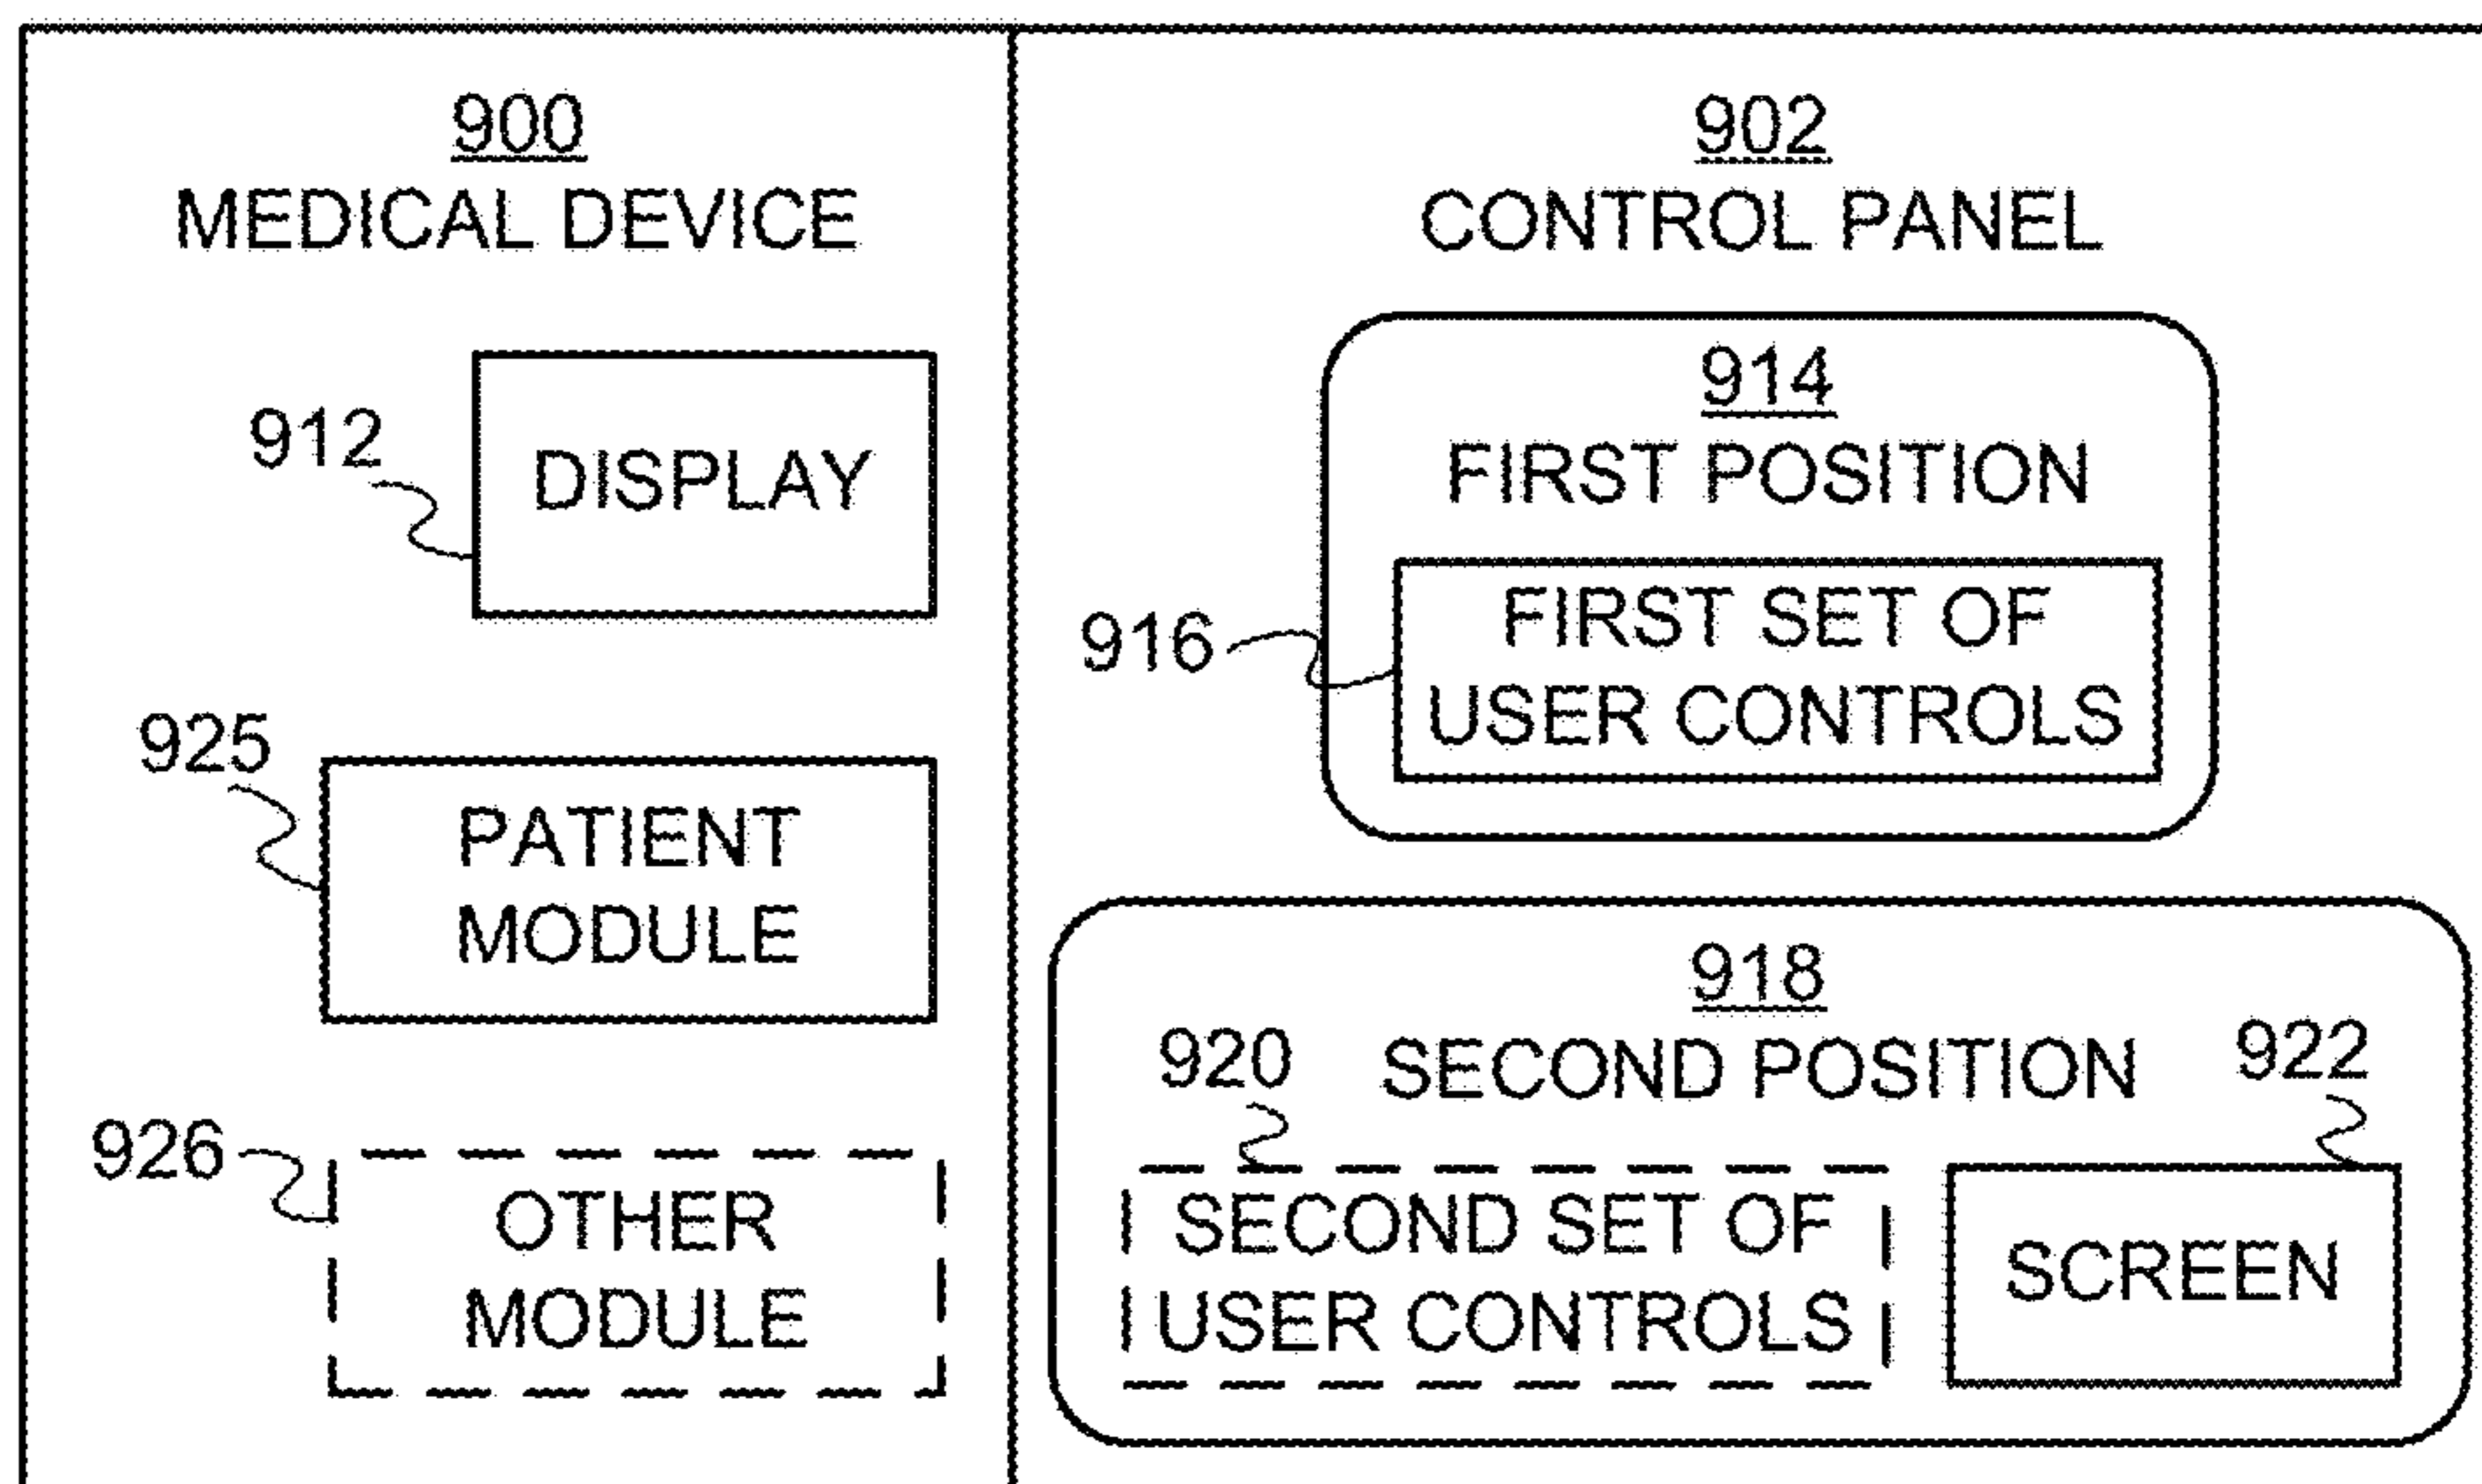 900
MEDICAL DEVICE
912
DISPLAY
925
PATIENT
MODULE
926
OTHER
MODULE
902
CONTROL PANEL
914
FIRST POSITION
916
FIRST SET OF
USER CONTROLS
918
SECOND POSITION
920
922
SECOND SET OF
USER CONTROLS
SCREEN